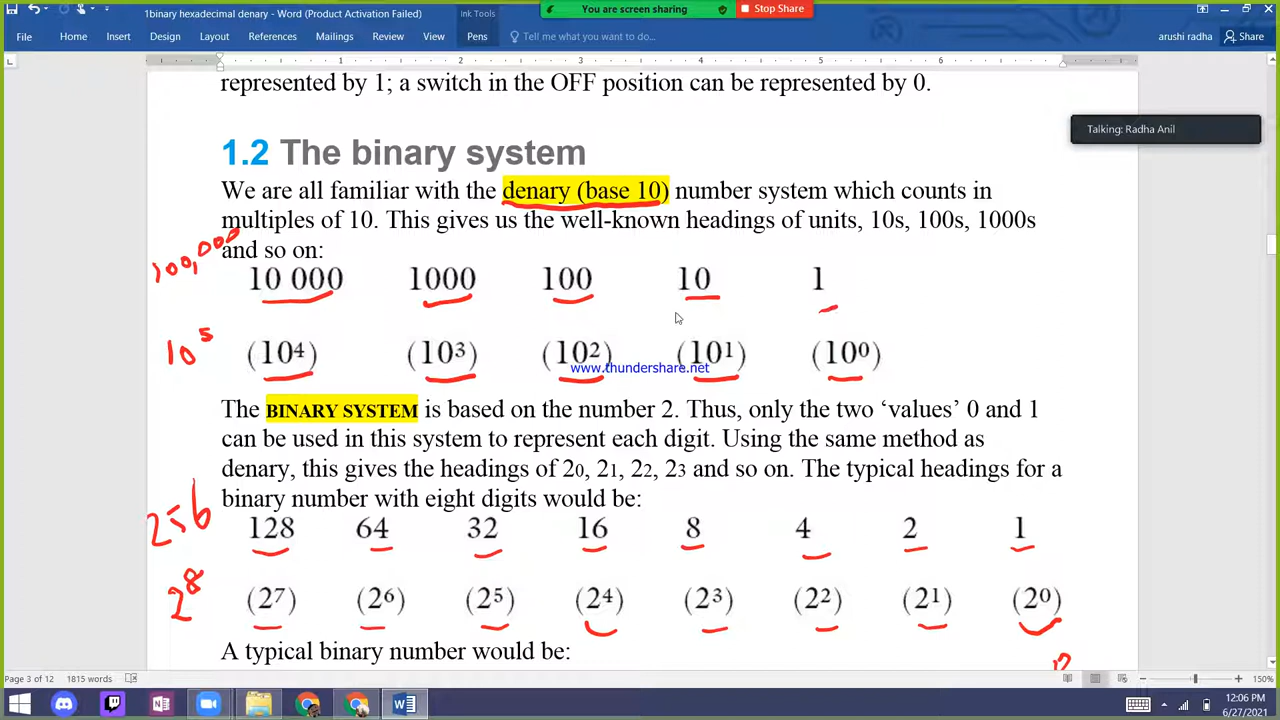 1binary hexadecimal denary - Word (Product Activation Failed)
Ink Tools
You are screen sharing
Stop Share
File Home Insert Design Layout References Mailings Review View Pens Tell me what you want to do...
arushi radha Share
1 2 3 4 5 6
represented by 1; a switch in the OFF position can be represented by 0.
Talking: Radha Anil
1.2 The binary system
We are all familiar with the denary (base 10) number system which counts in
multiples of 10. This gives us the well-known headings of units, 10s, 100s, 1000s
and so on:
100,000 10 000 1000 100 10 1
10⁵ (10⁴) (10³) (10²) (10¹) (10⁰)
www.thundershare.net
The BINARY SYSTEM is based on the number 2. Thus, only the two ‘values’ 0 and 1
can be used in this system to represent each digit. Using the same method as
denary, this gives the headings of 20, 21, 22, 23 and so on. The typical headings for a
binary number with eight digits would be:
256 128 64 32 16 8 4 2 1
2⁸ (2⁷) (2⁶) (2⁵) (2⁴) (2³) (2²) (2¹) (2⁰)
A typical binary number would be:
Page 3 of 12 1815 words 150%
12:06 PM
6/27/2021